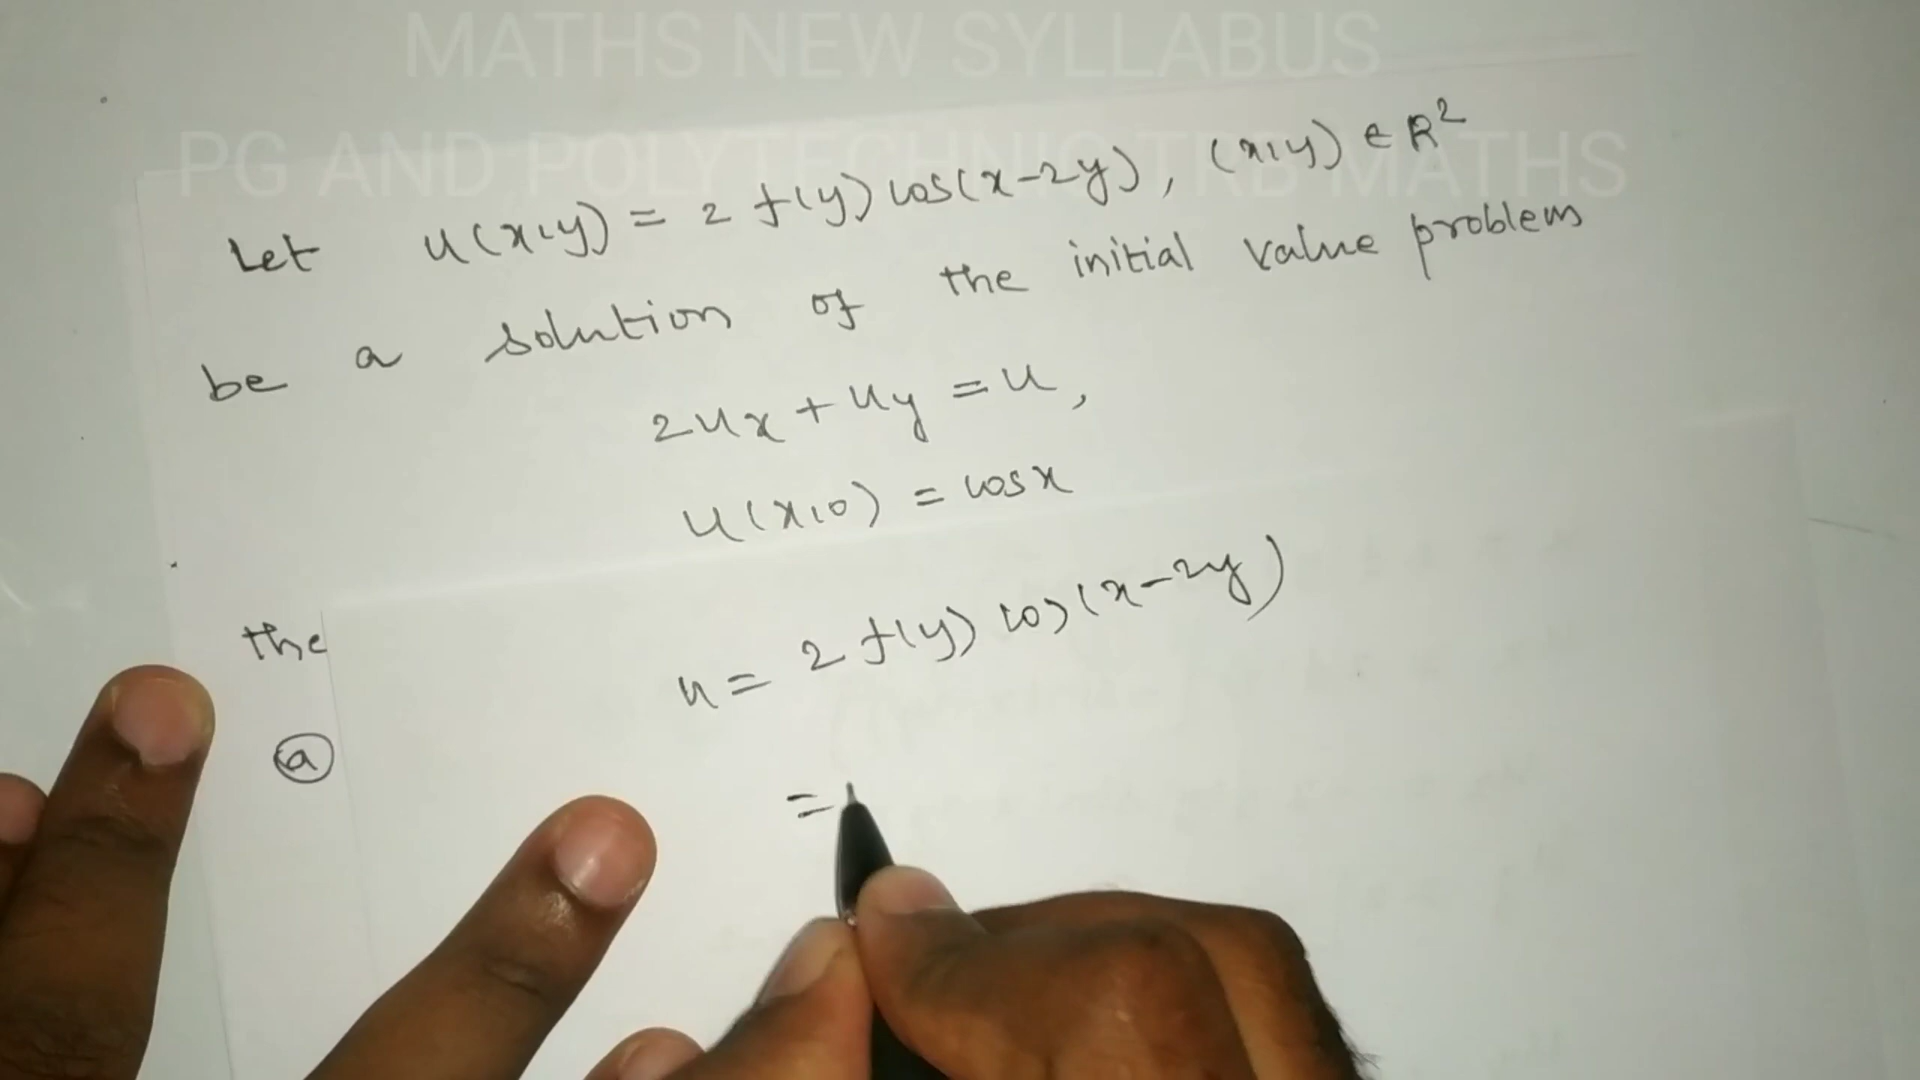 MATHS NEW SYLLABUS
PG AND POLYTECHNIC TRB MATHS
Let u(x,y) = 2 f(y) cos(x-2y), (x,y) ∈ R²
be a solution of the initial value problem
2ux + uy = u,
u(x,0) = cosx
the
u = 2 f(y) cos(x-2y)
a
=